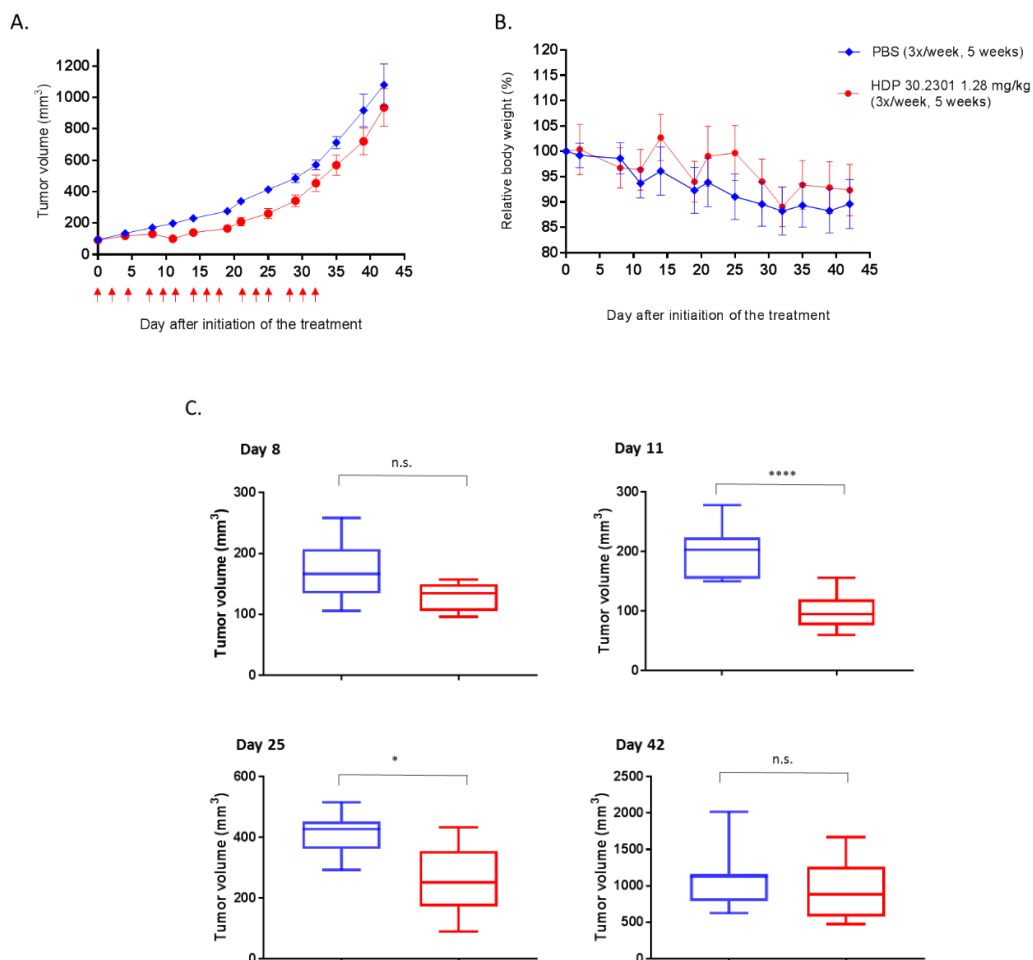 A.
1200
1000
800
600
400
200
0
Tumor volume (mm³)
0 5 10 15 20 25 30 35 40 45
Day after initiation of the treatment
B.
120
115
110
105
100
95
90
85
80
Relative body weight (%)
0 5 10 15 20 25 30 35 40 45
Day after initiaition of the treatment
PBS (3x/week, 5 weeks)
HDP 30.2301 1.28 mg/kg
(3x/week, 5 weeks)
C.
Day 8
n.s.
300
200
100
0
Tumor volume (mm³)
Day 11
****
300
200
100
0
Tumor volume (mm³)
Day 25
*
600
400
200
0
Tumor volume (mm³)
Day 42
n.s.
2500
2000
1500
1000
500
0
Tumor volume (mm³)